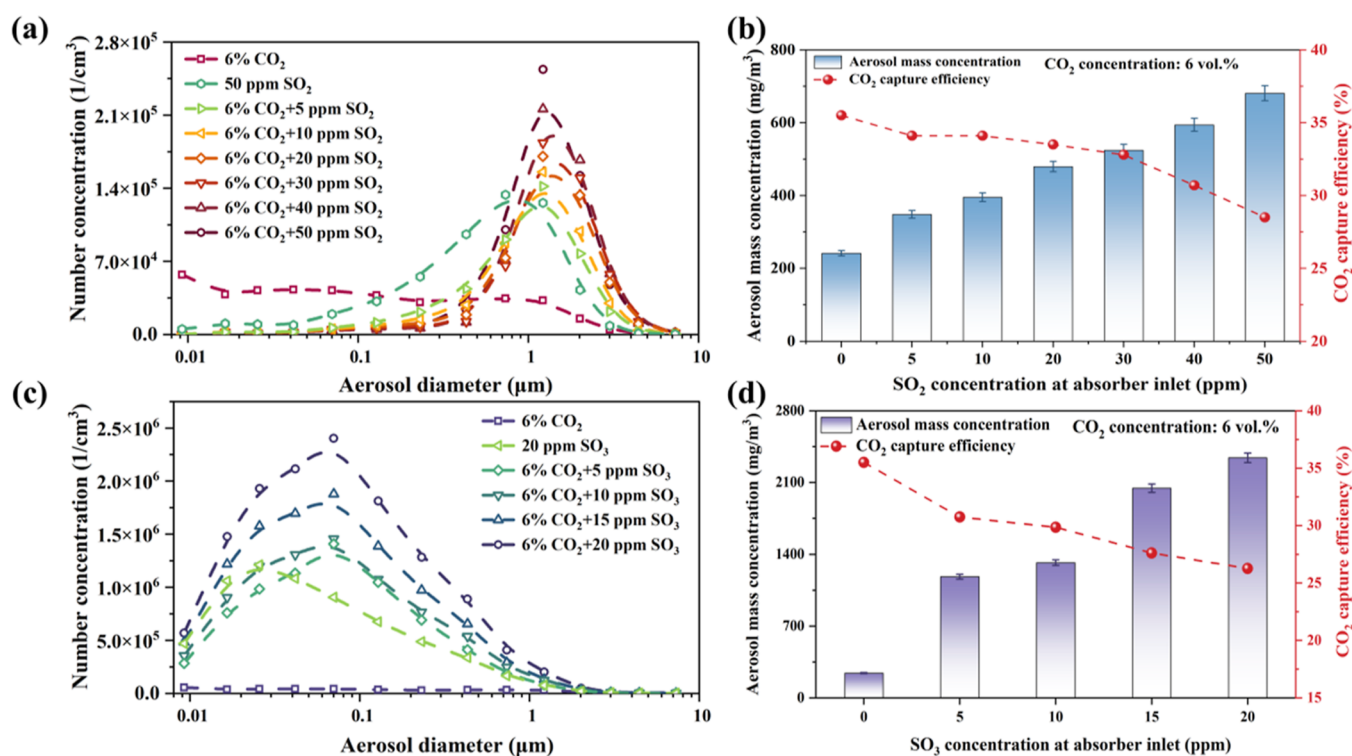 (a)
Number concentration (1/cm³)
2.8×10⁵
2.1×10⁵
1.4×10⁵
7.0×10⁴
0.0
6% CO₂
50 ppm SO₂
6% CO₂+5 ppm SO₂
6% CO₂+10 ppm SO₂
6% CO₂+20 ppm SO₂
6% CO₂+30 ppm SO₂
6% CO₂+40 ppm SO₂
6% CO₂+50 ppm SO₂
0.01 0.1 1 10
Aerosol diameter (μm)
(b)
Aerosol mass concentration (mg/m³)
800
600
400
200
0
Aerosol mass concentration CO₂ concentration: 6 vol.%
CO₂ capture efficiency
40
35
30
25
20
CO₂ capture efficiency (%)
0 5 10 20 30 40 50
SO₂ concentration at absorber inlet (ppm)
(c)
Number concentration (1/cm³)
2.5×10⁶
2.0×10⁶
1.5×10⁶
1.0×10⁶
5.0×10⁵
0.0
6% CO₂
20 ppm SO₃
6% CO₂+5 ppm SO₃
6% CO₂+10 ppm SO₃
6% CO₂+15 ppm SO₃
6% CO₂+20 ppm SO₃
0.01 0.1 1 10
Aerosol diameter (μm)
(d)
Aerosol mass concentration (mg/m³)
2800
2100
1400
700
0
Aerosol mass concentration CO₂ concentration: 6 vol.%
CO₂ capture efficiency
40
35
30
25
20
15
CO₂ capture efficiency (%)
0 5 10 15 20
SO₃ concentration at absorber inlet (ppm)